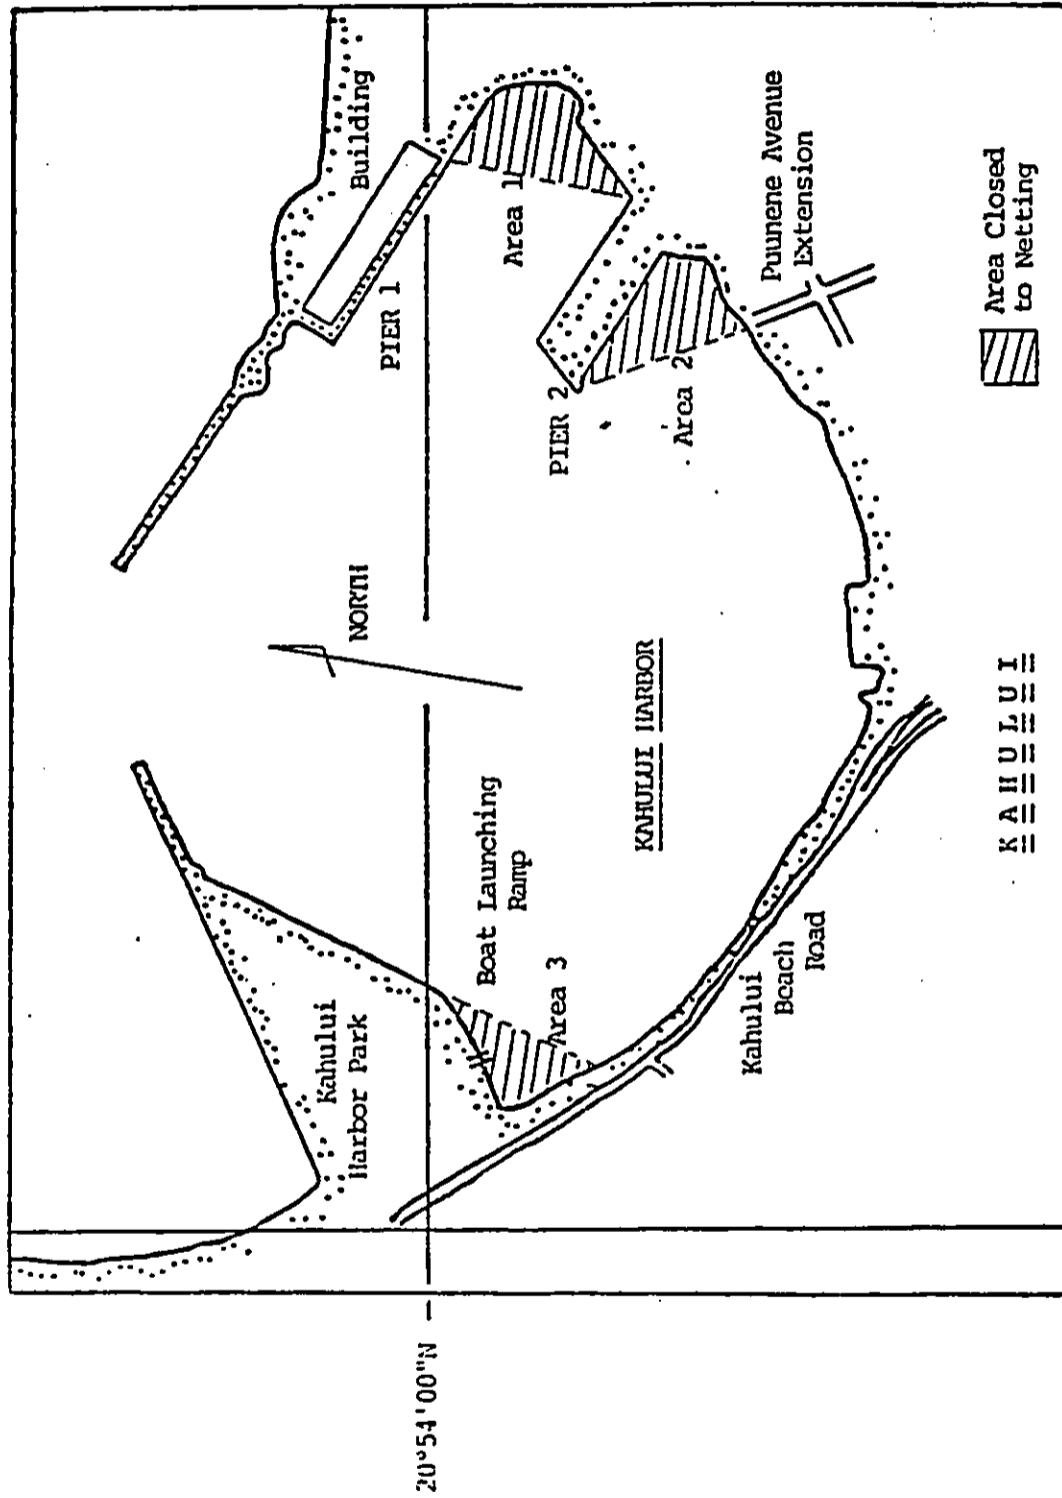 Building
PIER 1
Area 1
Puunene Avenue
Extension
PIER 2
Area 2
NORTH
Boat Launching
Ramp
Area 3
Kahului
Harbor Park
KAHULUI HARBOR
Kahului
Beach
Road
20°54'00"N
KAHULUI
Area Closed
to Netting